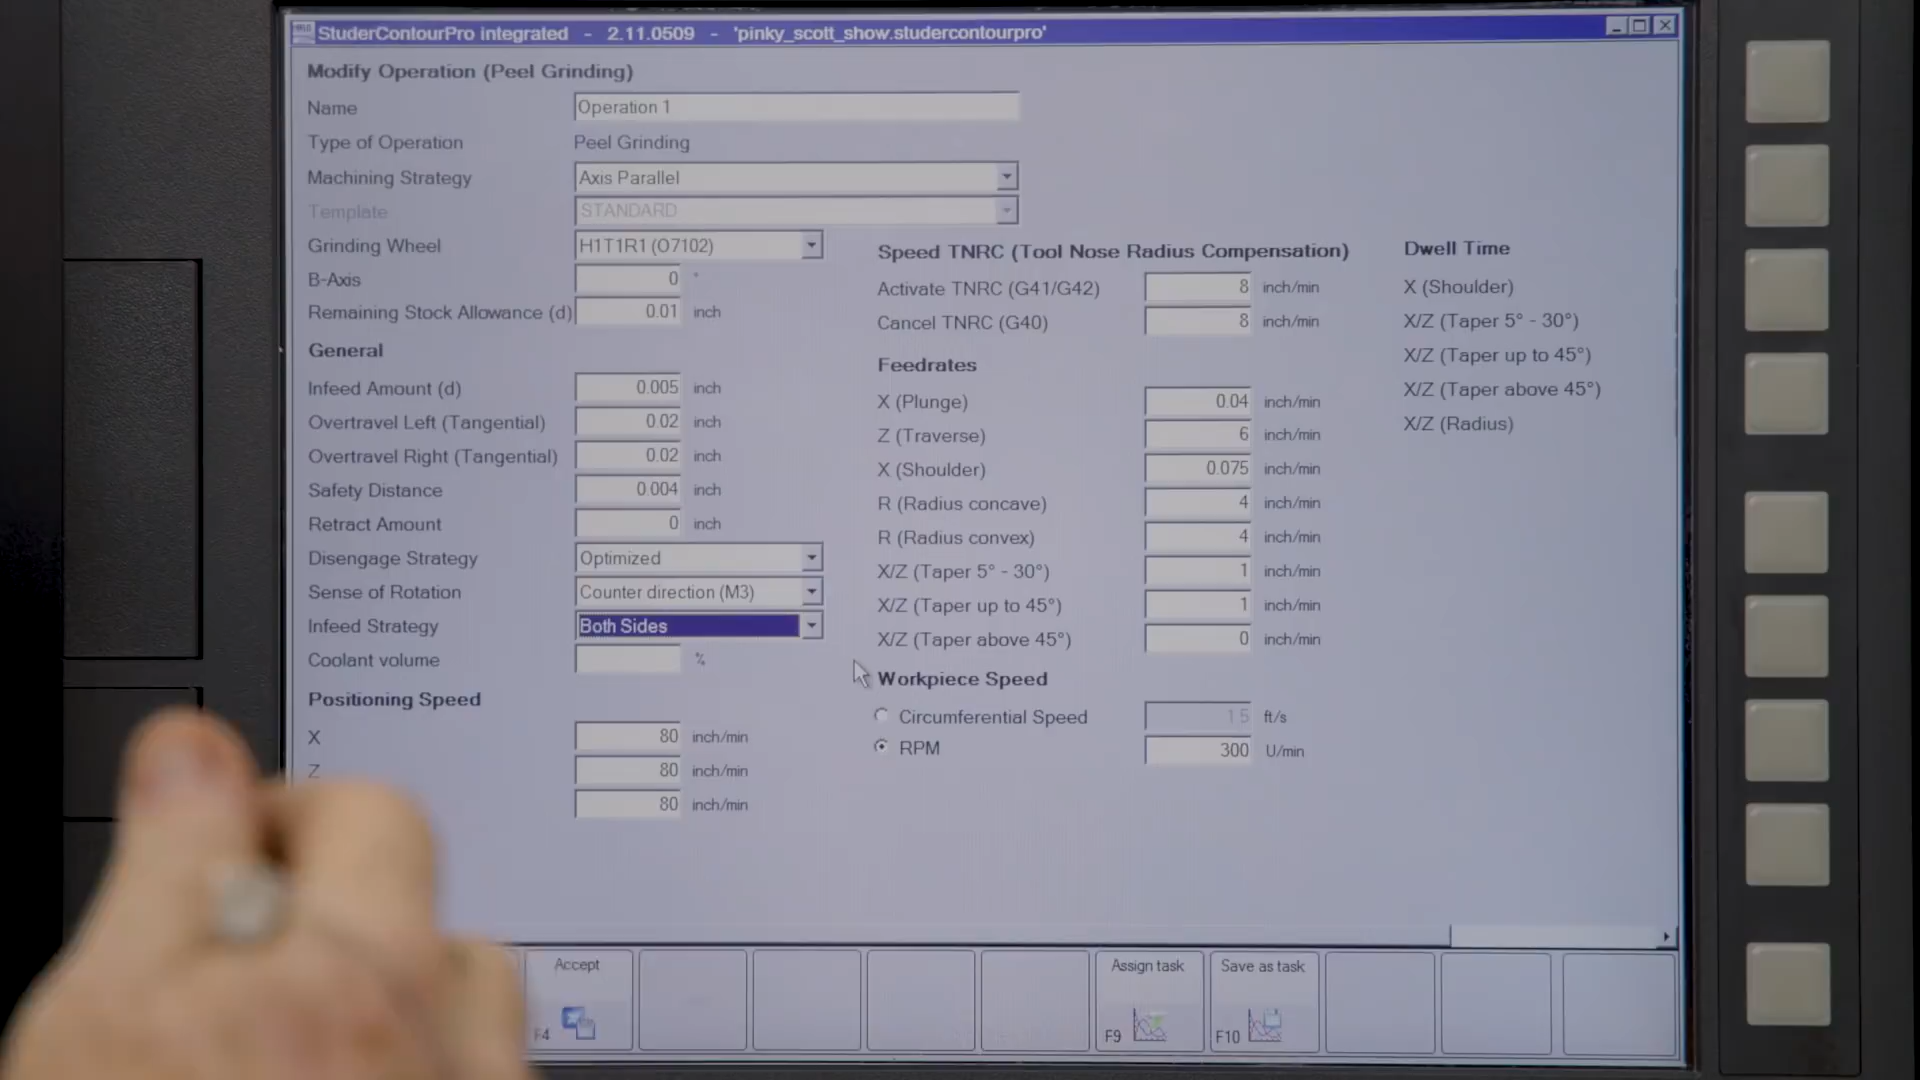 StuderContourPro integrated - 2.11.0509 - 'pinky_scott_show.studercontourpro'
Modify Operation (Peel Grinding)
Name Operation 1
Type of Operation Peel Grinding
Machining Strategy Axis Parallel
Template STANDARD
Grinding Wheel H1T1R1 (O7102)
B-Axis 0 °
Remaining Stock Allowance (d) 0.01 inch
General
Infeed Amount (d) 0.005 inch
Overtravel Left (Tangential) 0.02 inch
Overtravel Right (Tangential) 0.02 inch
Safety Distance 0.004 inch
Retract Amount 0 inch
Disengage Strategy Optimized
Sense of Rotation Counter direction (M3)
Infeed Strategy Both Sides
Coolant volume %
Positioning Speed
X 80 inch/min
Z 80 inch/min
80 inch/min
Speed TNRC (Tool Nose Radius Compensation)
Activate TNRC (G41/G42) 8 inch/min
Cancel TNRC (G40) 8 inch/min
Feedrates
X (Plunge) 0.04 inch/min
Z (Traverse) 6 inch/min
X (Shoulder) 0.075 inch/min
R (Radius concave) 4 inch/min
R (Radius convex) 4 inch/min
X/Z (Taper 5° - 30°) 1 inch/min
X/Z (Taper up to 45°) 1 inch/min
X/Z (Taper above 45°) 0 inch/min
Workpiece Speed
Circumferential Speed 1.5 ft/s
RPM 300 U/min
Dwell Time
X (Shoulder)
X/Z (Taper 5° - 30°)
X/Z (Taper up to 45°)
X/Z (Taper above 45°)
X/Z (Radius)
Accept
F4
Assign task
F9
Save as task
F10